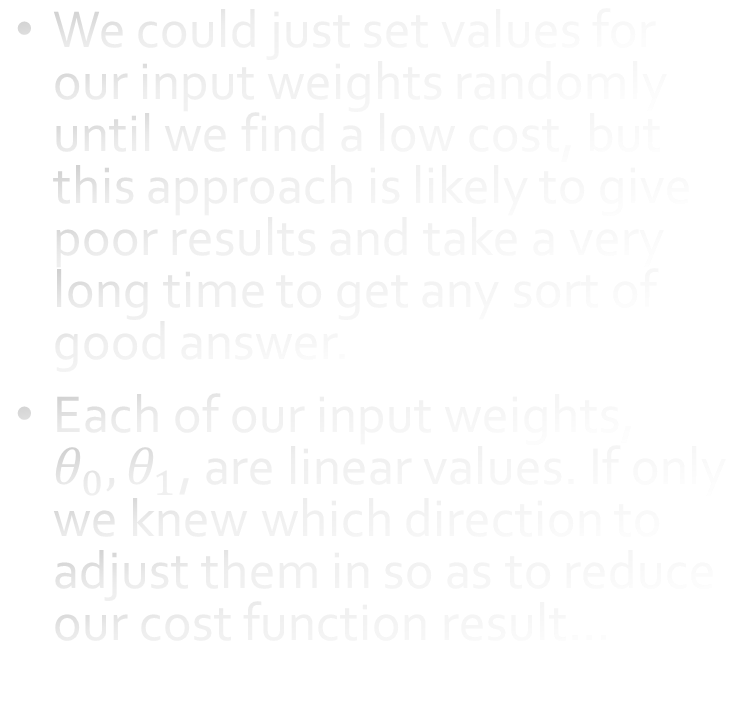 • We could just set values for
our input weights randomly
until we find a low cost, but
this approach is likely to give
poor results and take a very
long time to get any sort of
good answer.
• Each of our input weights,
θ₀, θ₁, are linear values. If only
we knew which direction to
adjust them in so as to reduce
our cost function result…